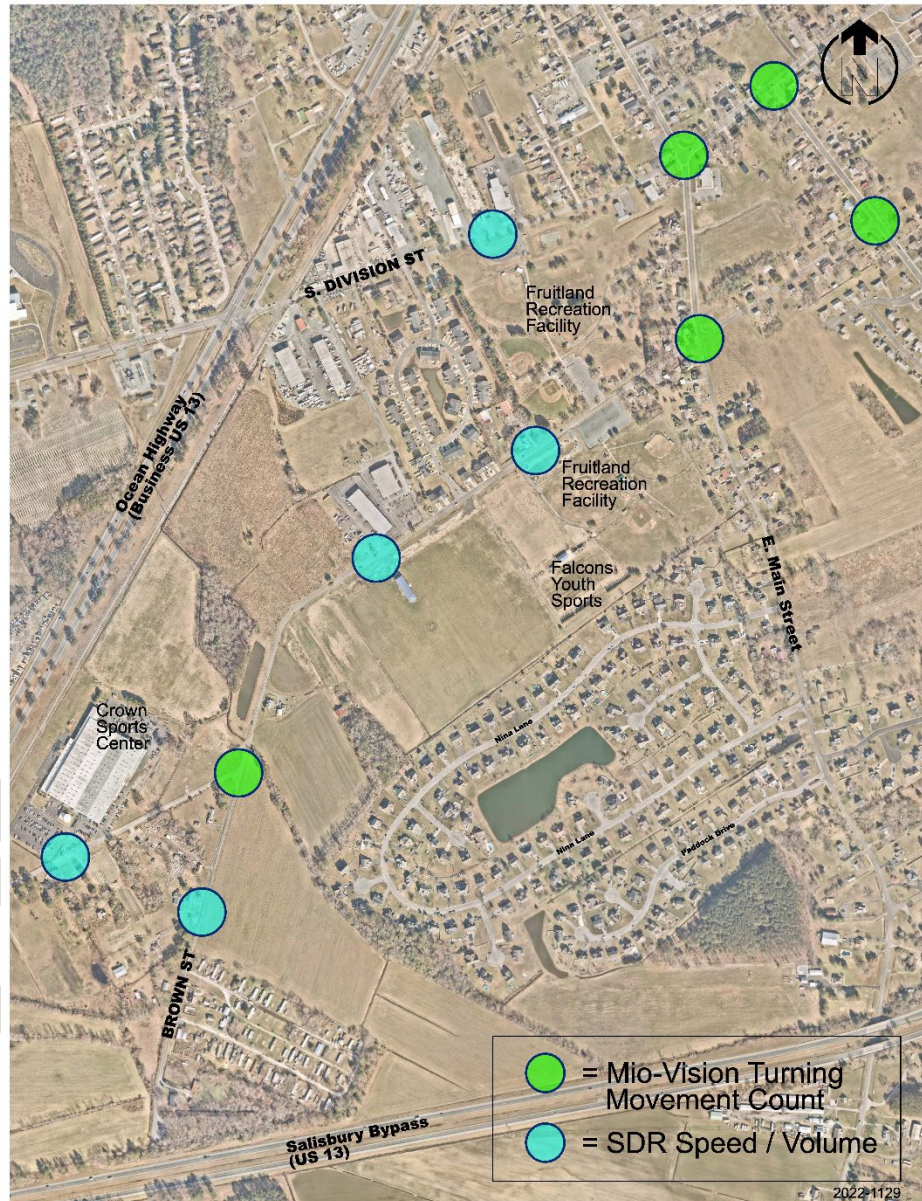 N
S. DIVISION ST
Fruitland
Recreation
Facility
Ocean Highway
(Business US 13)
Fruitland
Recreation
Facility
Falcons
Youth
Sports
E. Main Street
Crown
Sports
Center
Nina Lane
Nina Lane
Paddock Drive
BROWN ST
= Mio-Vision Turning
Movement Count
= SDR Speed / Volume
Salisbury Bypass
(US 13)
2022-1129